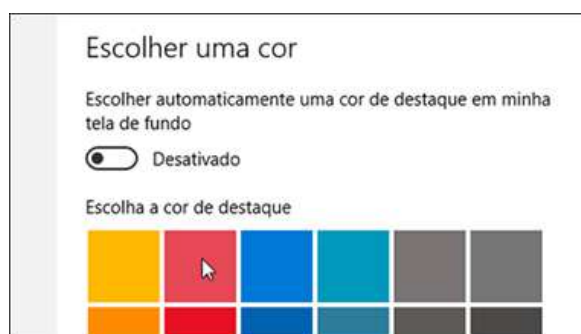 Escolher uma cor
Escolher automaticamente uma cor de destaque em minha
tela de fundo
Desativado
Escolha a cor de destaque